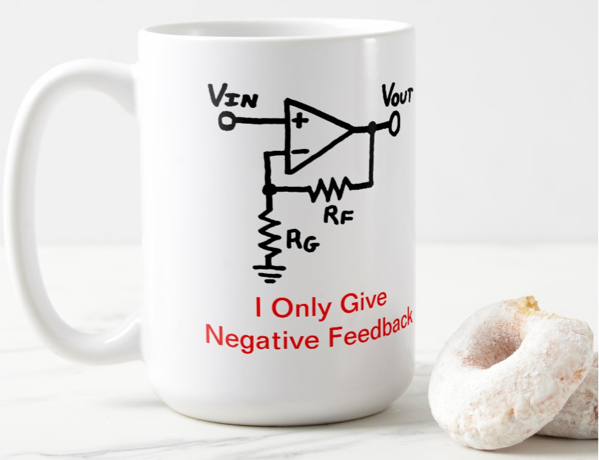 VIN VOUT
+
−
RF
RG
I Only Give
Negative Feedback